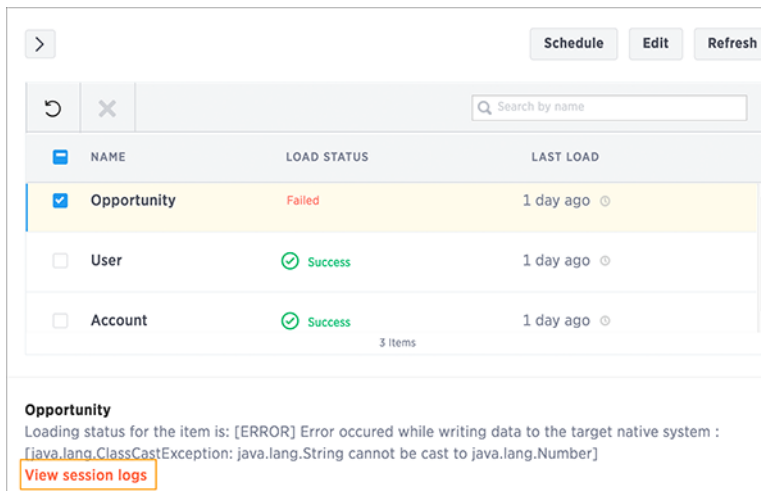 Schedule Edit Refresh
Search by name
NAME LOAD STATUS LAST LOAD
Opportunity Failed 1 day ago
User Success 1 day ago
Account Success 1 day ago
3 Items
Opportunity
Loading status for the item is: [ERROR] Error occured while writing data to the target native system :
[java.lang.ClassCastException: java.lang.String cannot be cast to java.lang.Number]
View session logs